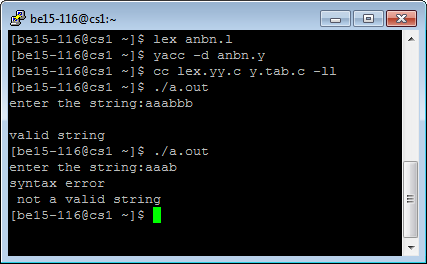 be15-116@cs1:~
[be15-116@cs1 ~]$ lex anbn.l
[be15-116@cs1 ~]$ yacc -d anbn.y
[be15-116@cs1 ~]$ cc lex.yy.c y.tab.c -ll
[be15-116@cs1 ~]$ ./a.out
enter the string:aaabbb
valid string
[be15-116@cs1 ~]$ ./a.out
enter the string:aaab
syntax error
 not a valid string
[be15-116@cs1 ~]$